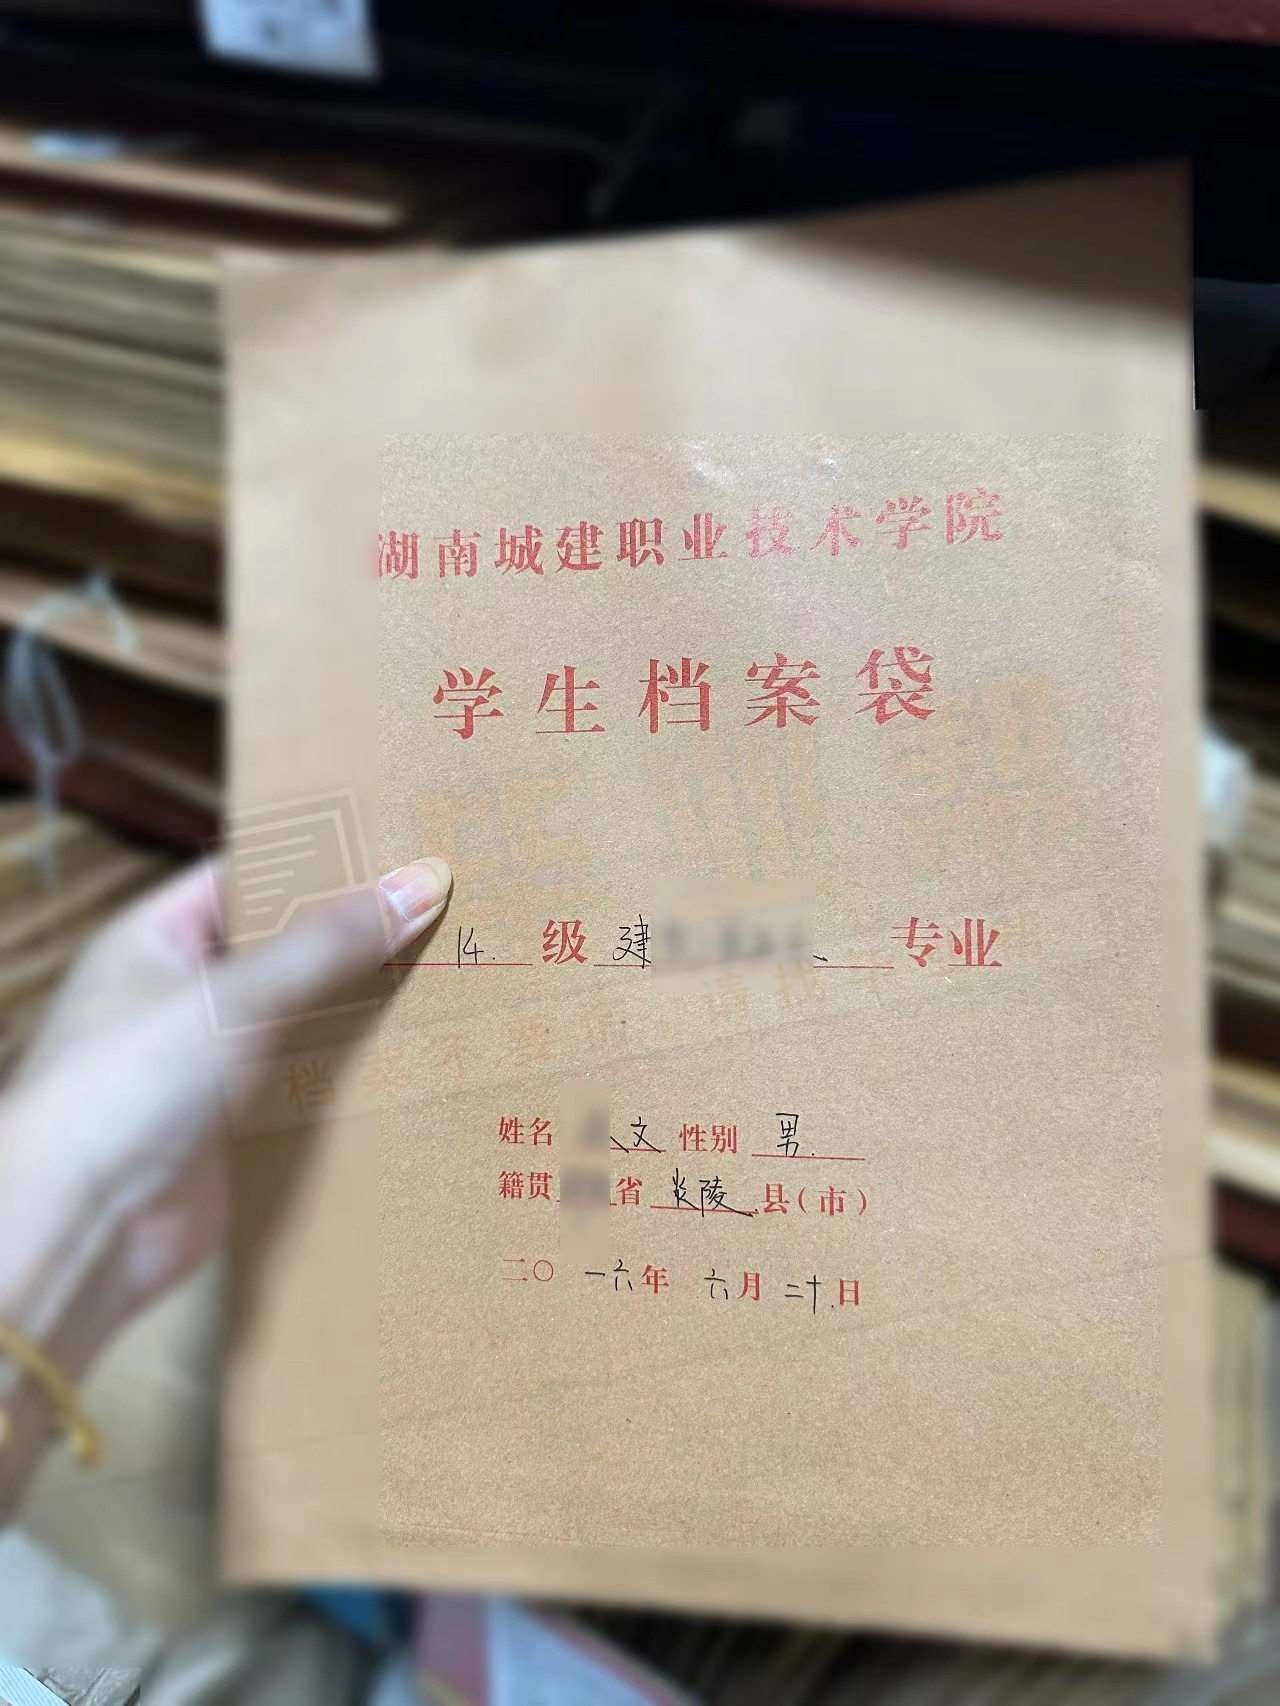 湖南城建职业技术学院
学生档案袋
14. 级 建 专业
姓名 文 性别 男.
籍贯 省 炎陵 县(市)
二〇一六年 六月 二十.日